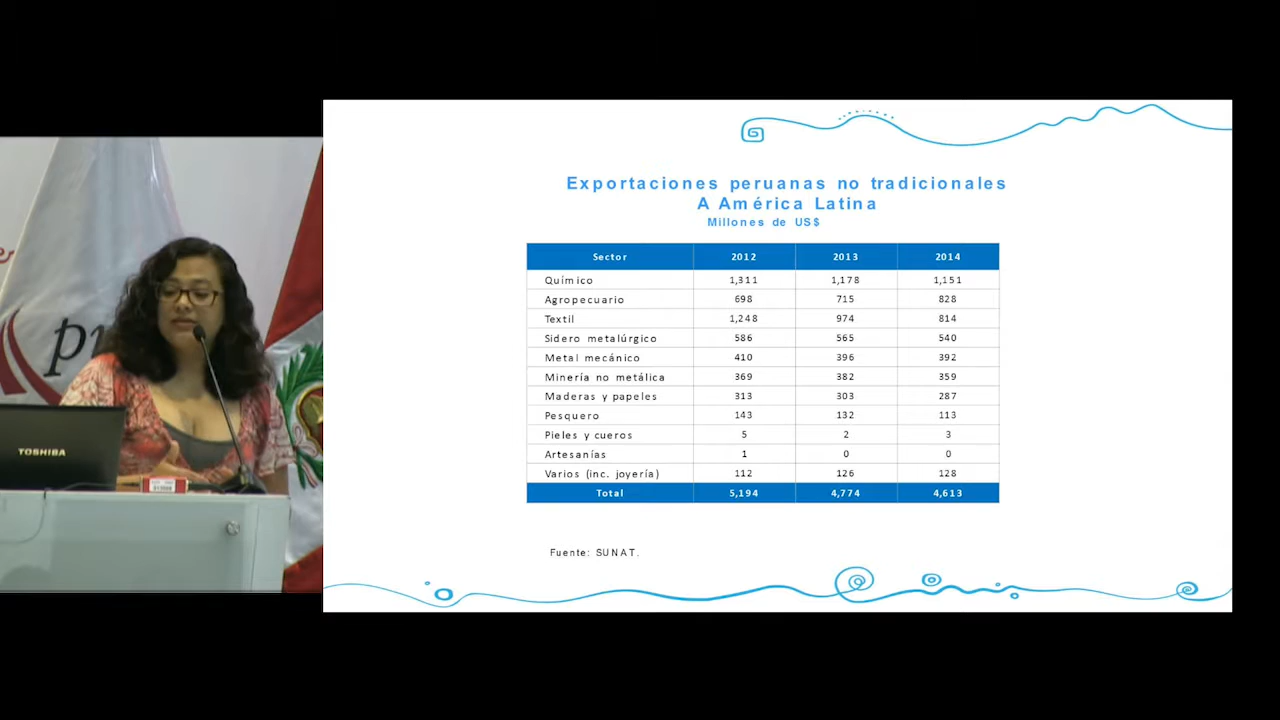 Exportaciones peruanas no tradicionales
A América Latina
Millones de US$
Sector 2012 2013 2014
Químico 1,311 1,178 1,151
Agropecuario 698 715 828
Textil 1,248 974 814
Sidero metalúrgico 586 565 540
Metal mecánico 410 396 392
Minería no metálica 369 382 359
Maderas y papeles 313 303 287
Pesquero 143 132 113
Pieles y cueros 5 2 3
Artesanías 1 0 0
Varios (inc. joyería) 112 126 128
Total 5,194 4,774 4,613
Fuente: SUNAT.
TOSHIBA